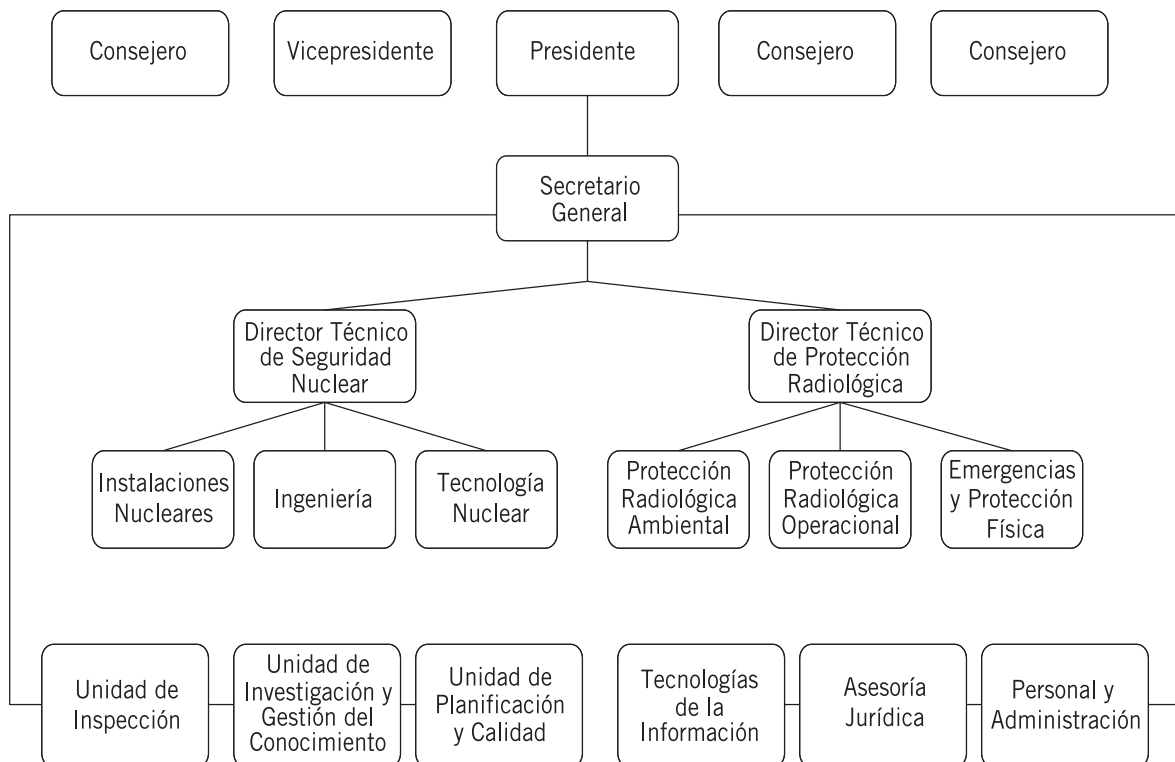 Consejero
Vicepresidente
Presidente
Consejero
Consejero
Secretario
General
Director Técnico
de Seguridad
Nuclear
Director Técnico
de Protección
Radiológica
Instalaciones
Nucleares
Ingeniería
Tecnología
Nuclear
Protección
Radiológica
Ambiental
Protección
Radiológica
Operacional
Emergencias
y Protección
Física
Unidad de
Inspección
Unidad de
Investigación y
Gestión del
Conocimiento
Unidad de
Planificación
y Calidad
Tecnologías
de la
Información
Asesoría
Jurídica
Personal y
Administración